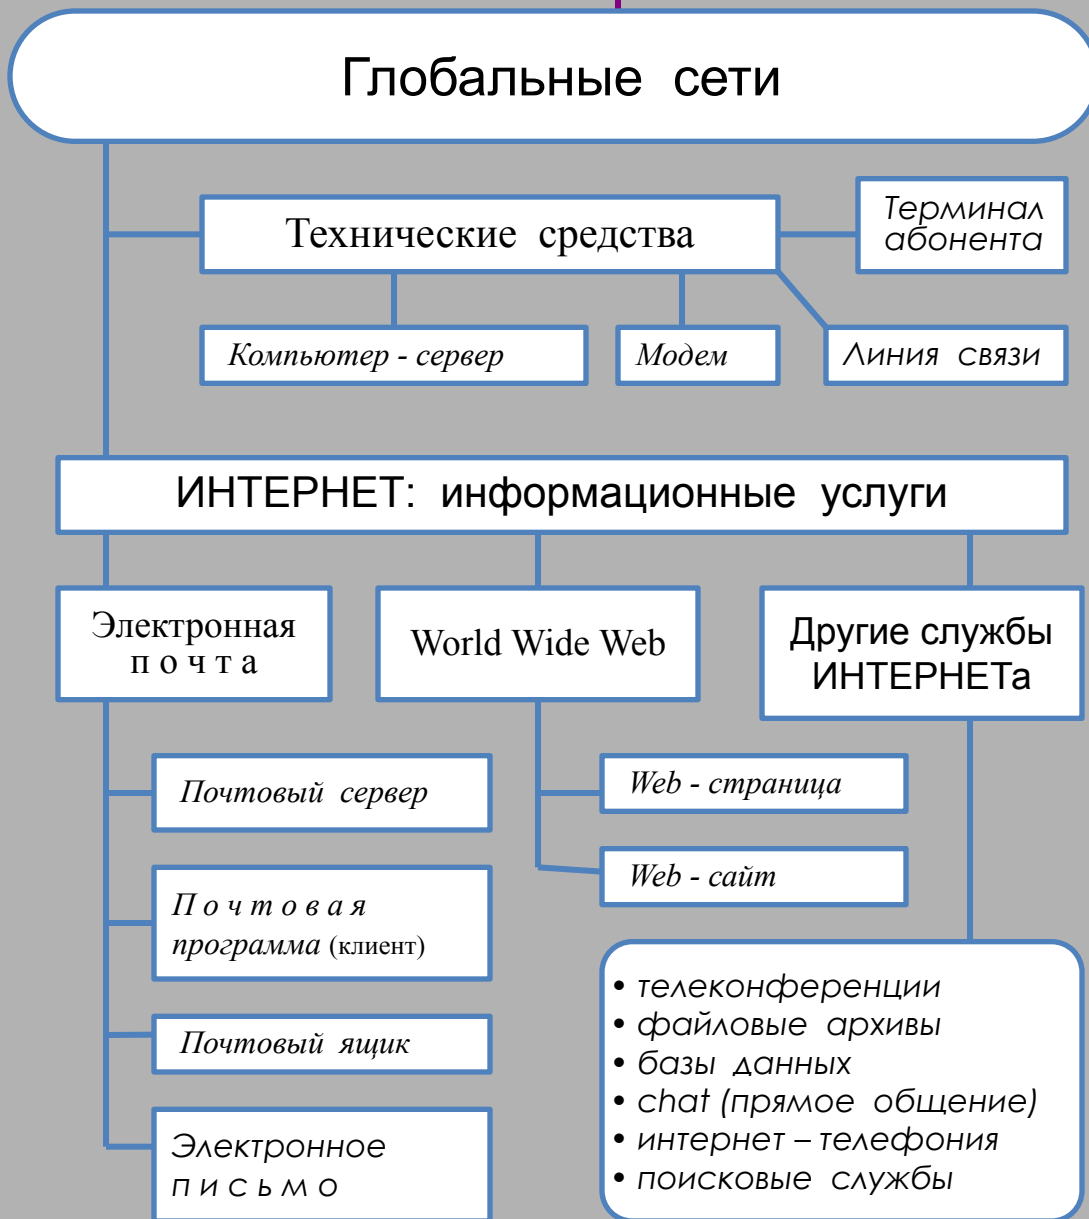 Глобальные сети
Технические средства
Терминал
абонента
Компьютер - сервер
Модем
Линия связи
ИНТЕРНЕТ: информационные услуги
Электронная
п о ч т а
World Wide Web
Другие службы
ИНТЕРНЕТа
Почтовый сервер
П о ч т о в а я
программа (клиент)
Почтовый ящик
Электронное
п и с ь м о
Web - страница
Web - сайт
• телеконференции
• файловые архивы
• базы данных
• chat (прямое общение)
• интернет – телефония
• поисковые службы